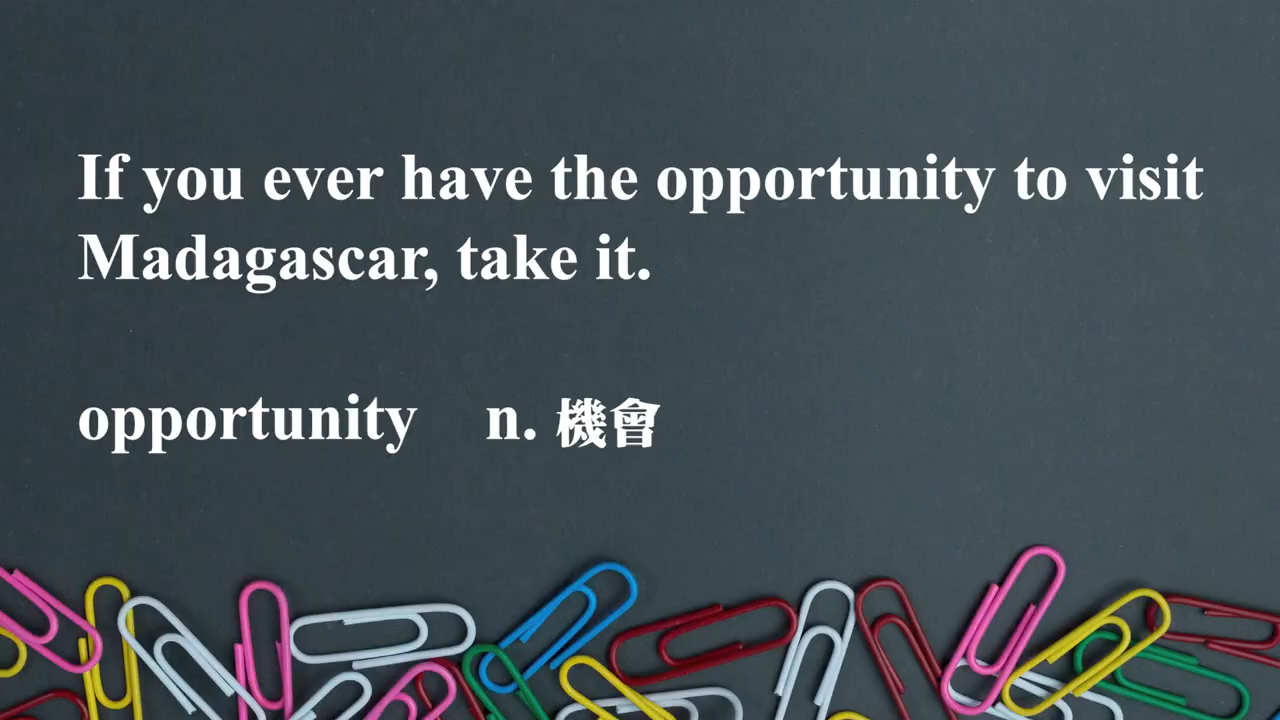 If you ever have the opportunity to visit
Madagascar, take it.
opportunity n. 機會